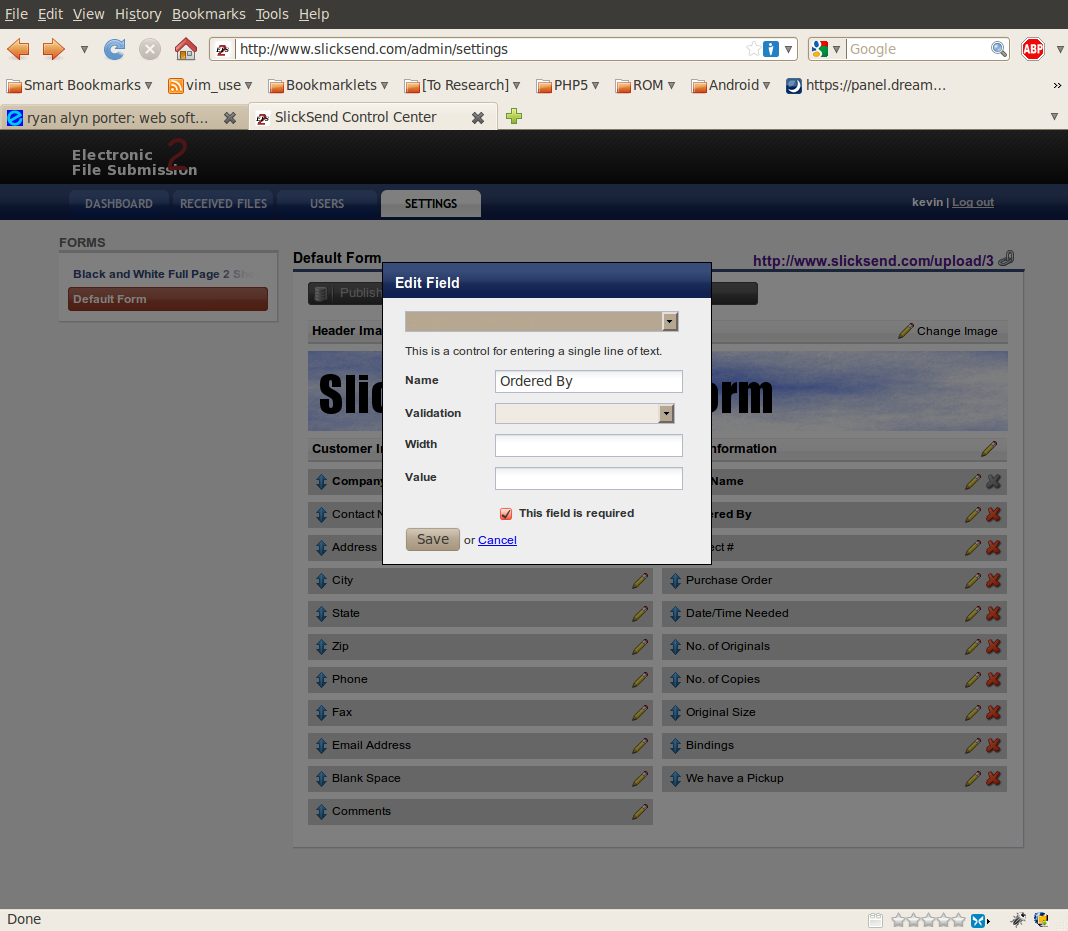 File Edit View History Bookmarks Tools Help
http://www.slicksend.com/admin/settings
Google
ABP
Smart Bookmarks vim_use Bookmarklets [To Research] PHP5 ROM Android https://panel.dream... »
ryan alyn porter: web soft...
SlickSend Control Center
Electronic 2
File Submission
DASHBOARD RECEIVED FILES USERS SETTINGS
kevin | Log out
FORMS
Black and White Full Page 2 Sh
Default Form
Default Form
http://www.slicksend.com/upload/3
Publish
Header Ima
Change Image
Slic
orm
Customer In
nformation
Company
Name
Contact N
ered By
Address
ect #
City
Purchase Order
State
Date/Time Needed
Zip
No. of Originals
Phone
No. of Copies
Fax
Original Size
Email Address
Bindings
Blank Space
We have a Pickup
Comments
Edit Field
This is a control for entering a single line of text.
Name
Ordered By
Validation
Width
Value
This field is required
Save or Cancel
Done